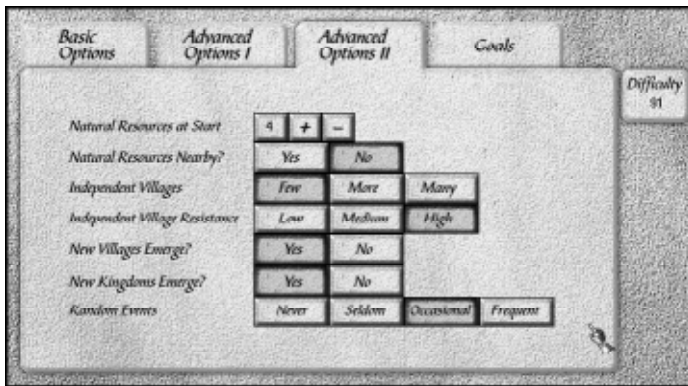 Basic Options
Advanced Options I
Advanced Options II
Goals
Difficulty
91
Natural Resources at Start 4 + -
Natural Resources Nearby? Yes No
Independent Villages Few More Many
Independent Village Resistance Low Medium High
New Villages Emerge? Yes No
New Kingdoms Emerge? Yes No
Random Events Never Seldom Occasional Frequent